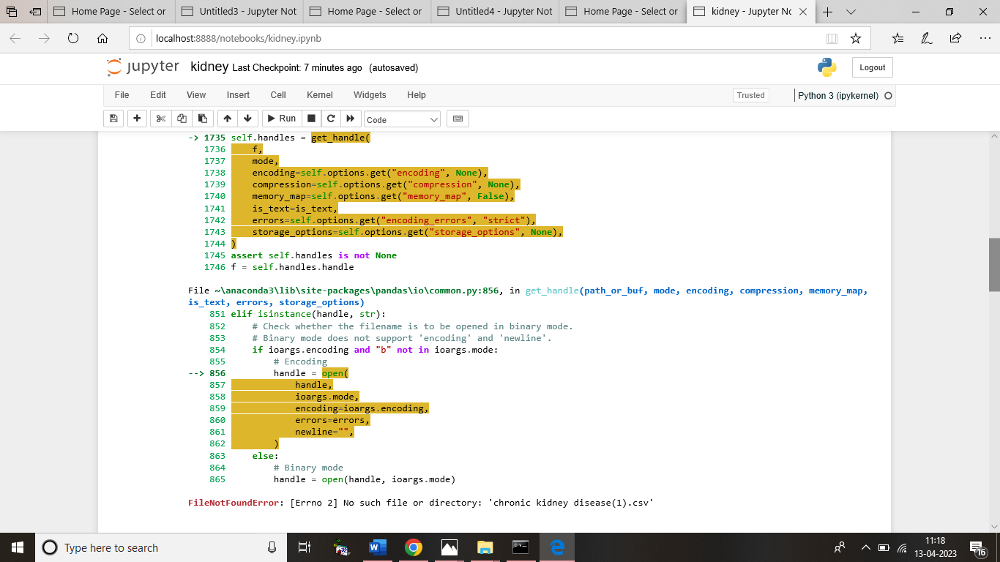 Home Page - Select or
Untitled3 - Jupyter Not
Home Page - Select or
Untitled4 - Jupyter Not
Home Page - Select or
kidney - Jupyter No
localhost:8888/notebooks/kidney.ipynb
jupyter kidney Last Checkpoint: 7 minutes ago (autosaved)
Logout
File Edit View Insert Cell Kernel Widgets Help
Trusted
Python 3 (ipykernel)
Run
Code
-> 1735 self.handles = get_handle(
1736     f,
1737     mode,
1738     encoding=self.options.get("encoding", None),
1739     compression=self.options.get("compression", None),
1740     memory_map=self.options.get("memory_map", False),
1741     is_text=is_text,
1742     errors=self.options.get("encoding_errors", "strict"),
1743     storage_options=self.options.get("storage_options", None),
1744 )
1745 assert self.handles is not None
1746 f = self.handles.handle
File ~\anaconda3\lib\site-packages\pandas\io\common.py:856, in get_handle(path_or_buf, mode, encoding, compression, memory_map,
is_text, errors, storage_options)
851 elif isinstance(handle, str):
852     # Check whether the filename is to be opened in binary mode.
853     # Binary mode does not support 'encoding' and 'newline'.
854     if ioargs.encoding and "b" not in ioargs.mode:
855         # Encoding
--> 856         handle = open(
857             handle,
858             ioargs.mode,
859             encoding=ioargs.encoding,
860             errors=errors,
861             newline="",
862         )
863     else:
864         # Binary mode
865         handle = open(handle, ioargs.mode)
FileNotFoundError: [Errno 2] No such file or directory: 'chronic kidney disease(1).csv'
Type here to search
11:18
13-04-2023
16